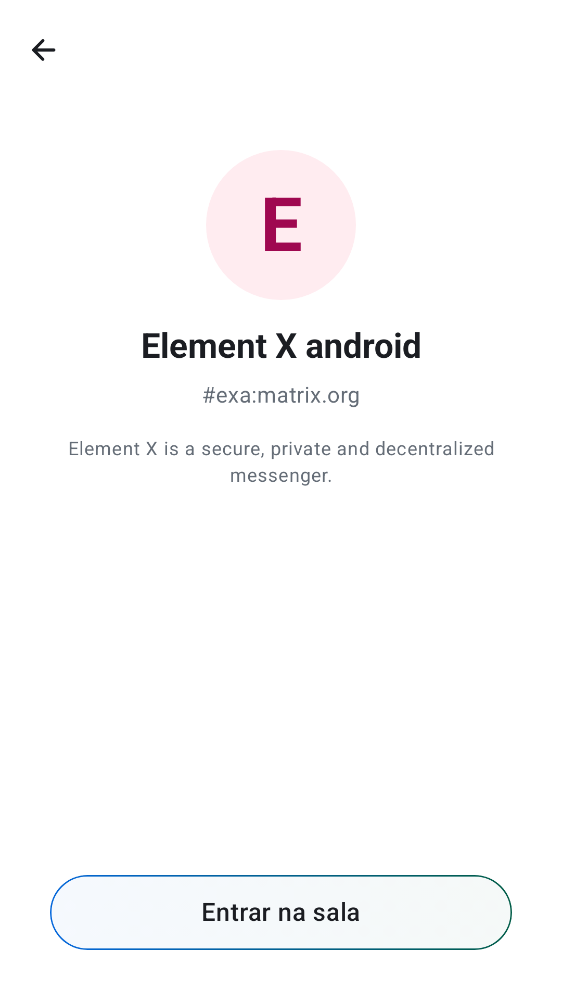 E
Element X android
#exa:matrix.org
Element X is a secure, private and decentralized
messenger.
Entrar na sala